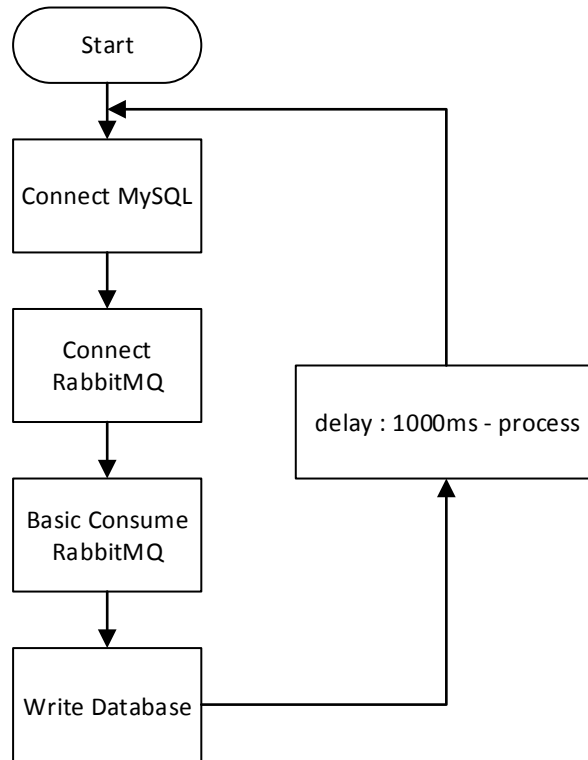 Start
Connect MySQL
Connect
RabbitMQ
Basic Consume
RabbitMQ
Write Database
delay : 1000ms - process